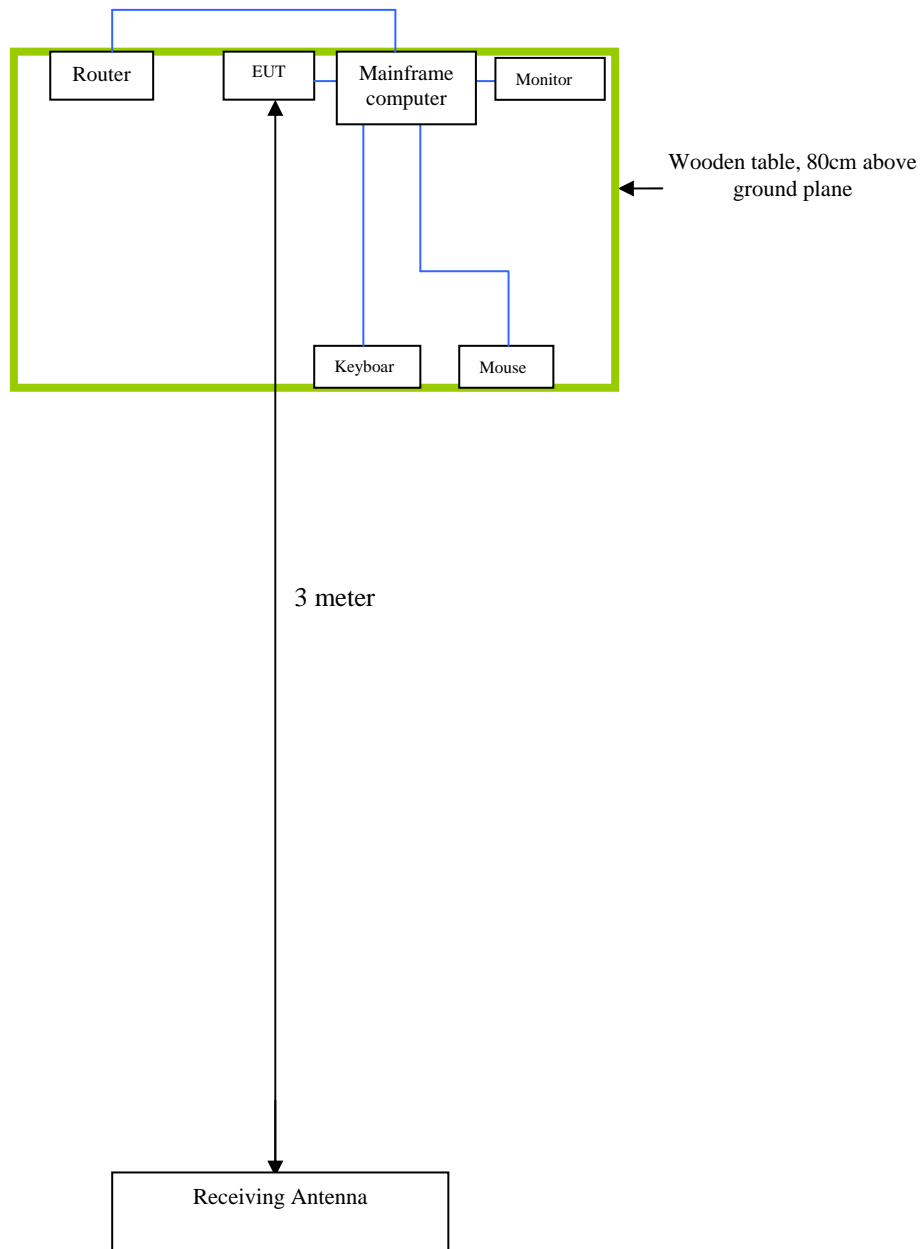 Router
EUT
Mainframe
computer
Monitor
Wooden table, 80cm above
ground plane
Keyboar
Mouse
3 meter
Receiving Antenna